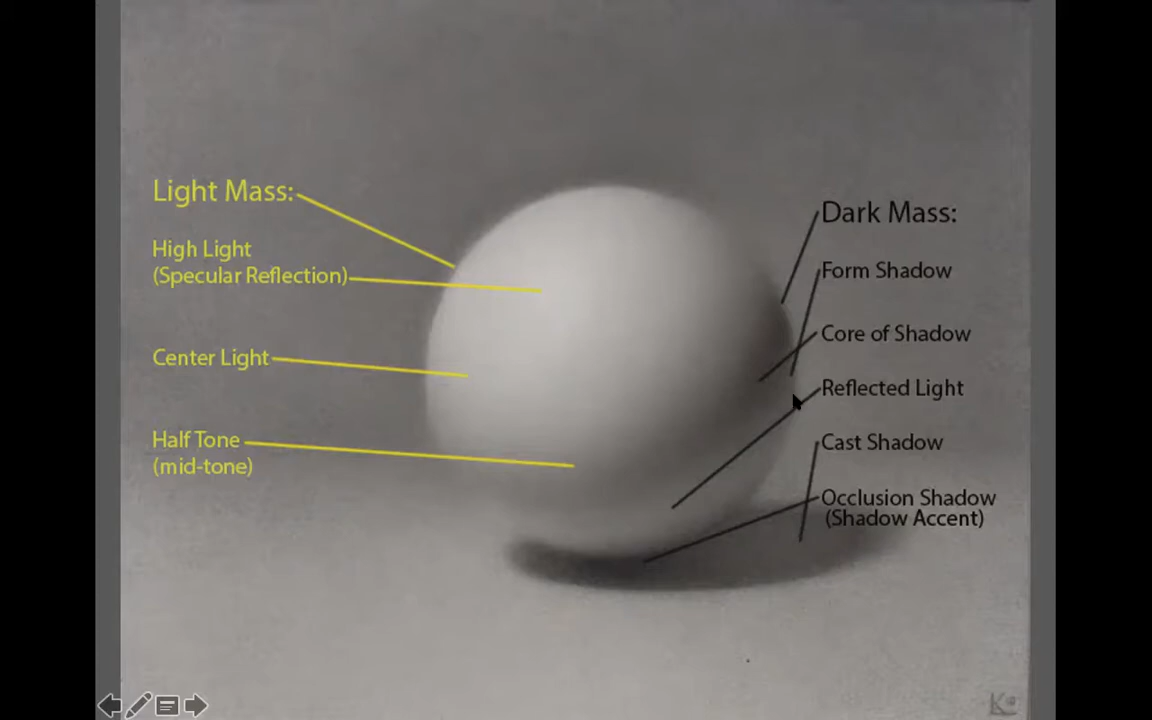 Light Mass:
High Light
(Specular Reflection)
Center Light
Half Tone
(mid-tone)
Dark Mass:
Form Shadow
Core of Shadow
Reflected Light
Cast Shadow
Occlusion Shadow
(Shadow Accent)